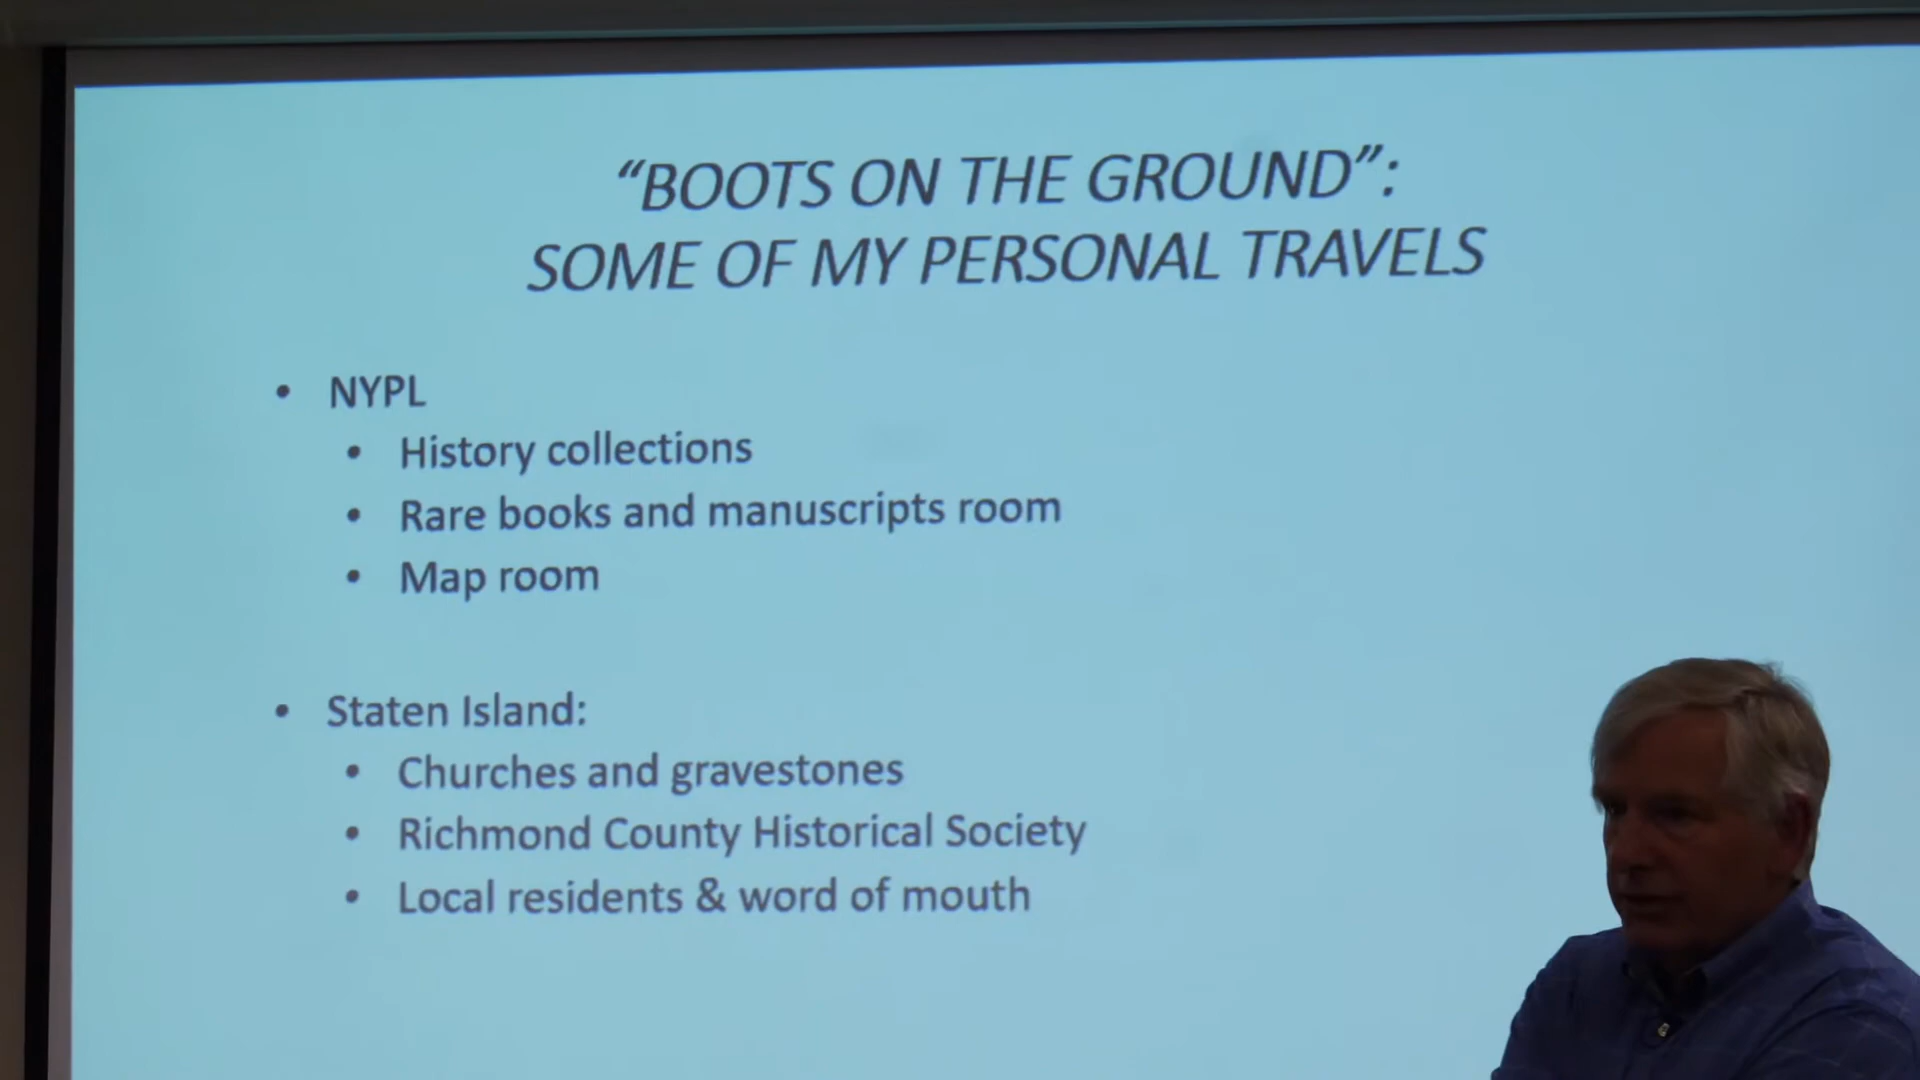 “BOOTS ON THE GROUND”:
SOME OF MY PERSONAL TRAVELS
• NYPL
• History collections
• Rare books and manuscripts room
• Map room
• Staten Island:
• Churches and gravestones
• Richmond County Historical Society
• Local residents & word of mouth